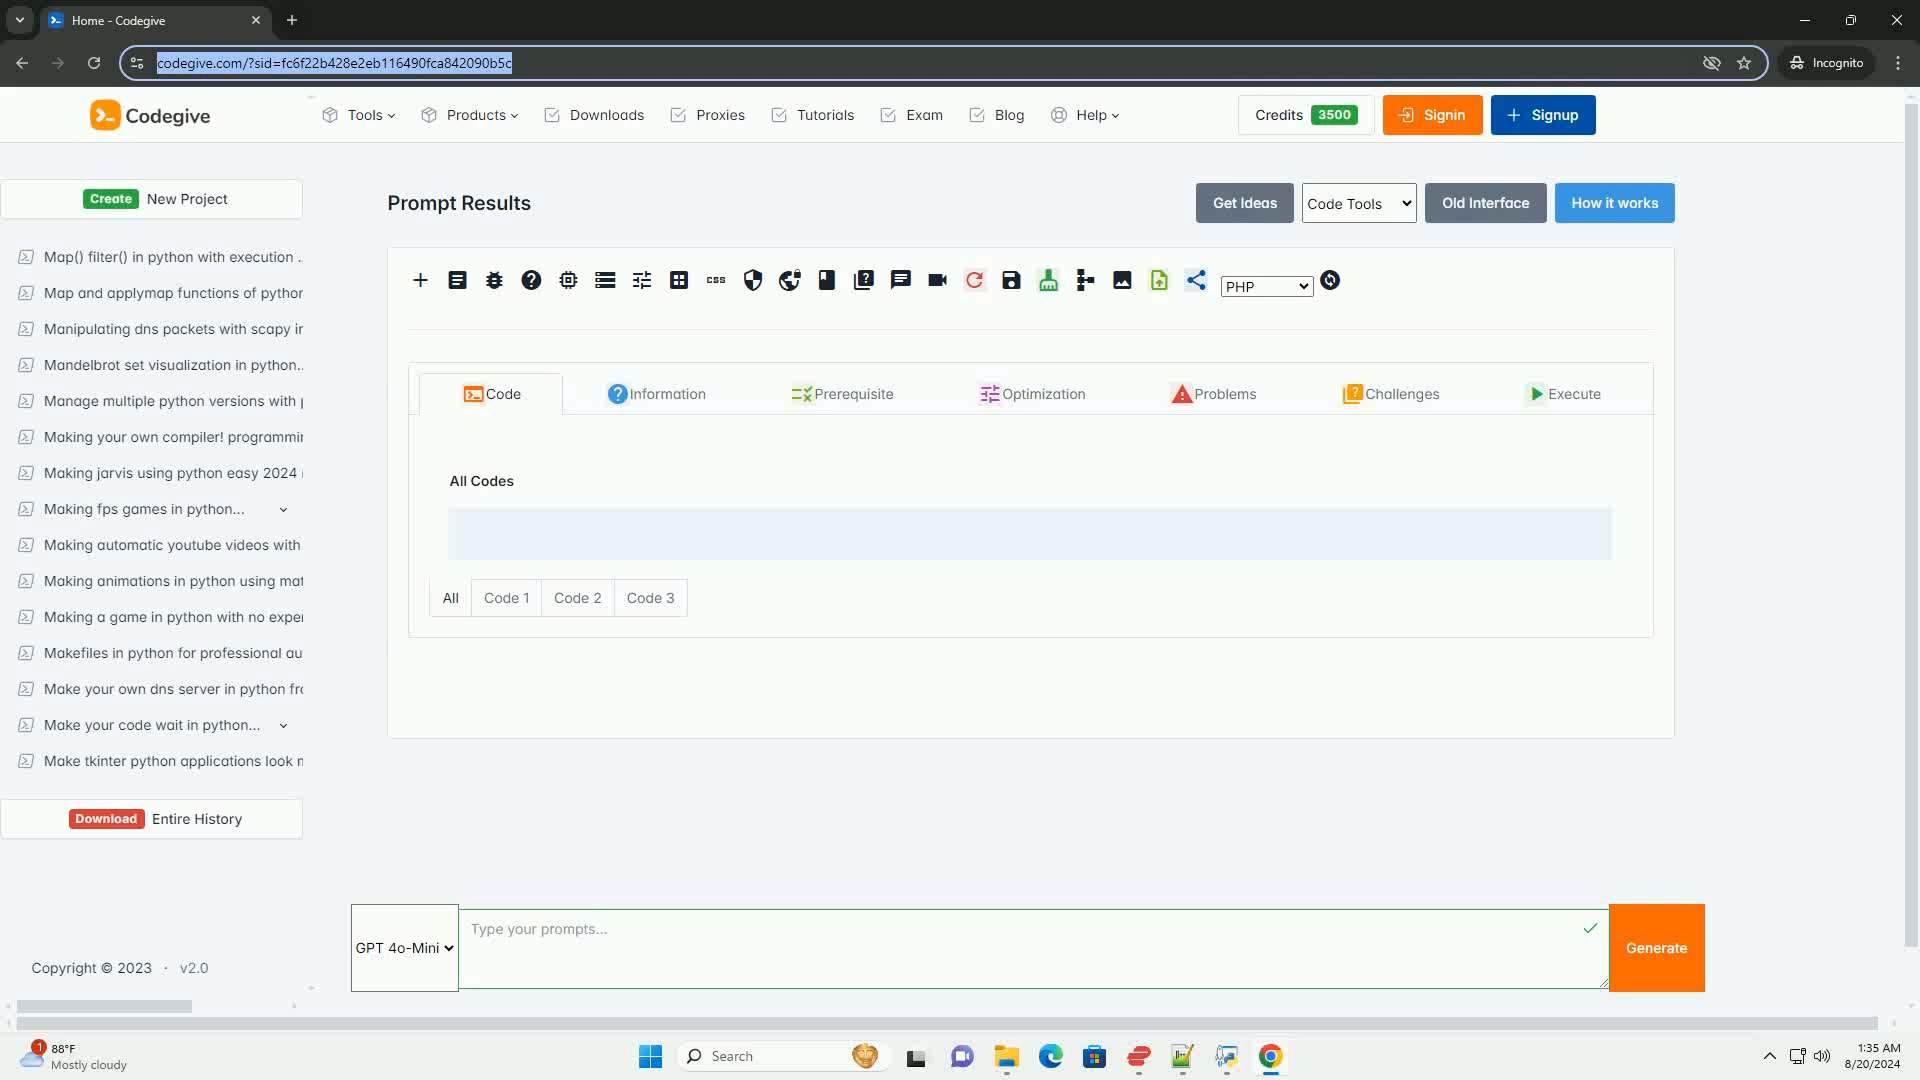 Home - Codegive
codegive.com/?sid=fc6f22b428e2eb116490fca842090b5c
Incognito
Codegive
Tools
Products
Downloads
Proxies
Tutorials
Exam
Blog
Help
Credits 3500
Signin
Signup
Create New Project
Map() filter() in python with execution ..
Map and applymap functions of pythor
Manipulating dns packets with scapy ir
Mandelbrot set visualization in python..
Manage multiple python versions with p
Making your own compiler! programmir
Making jarvis using python easy 2024
Making fps games in python...
Making automatic youtube videos with
Making animations in python using mat
Making a game in python with no exper
Makefiles in python for professional au
Make your own dns server in python frc
Make your code wait in python...
Make tkinter python applications look n
Download Entire History
Copyright © 2023 · v2.0
Prompt Results
Get Ideas
Code Tools
Old Interface
How it works
css
PHP
Code
Information
Prerequisite
Optimization
Problems
Challenges
Execute
All Codes
All
Code 1
Code 2
Code 3
GPT 4o-Mini
Type your prompts...
Generate
1
88°F
Mostly cloudy
Search
1:35 AM
8/20/2024